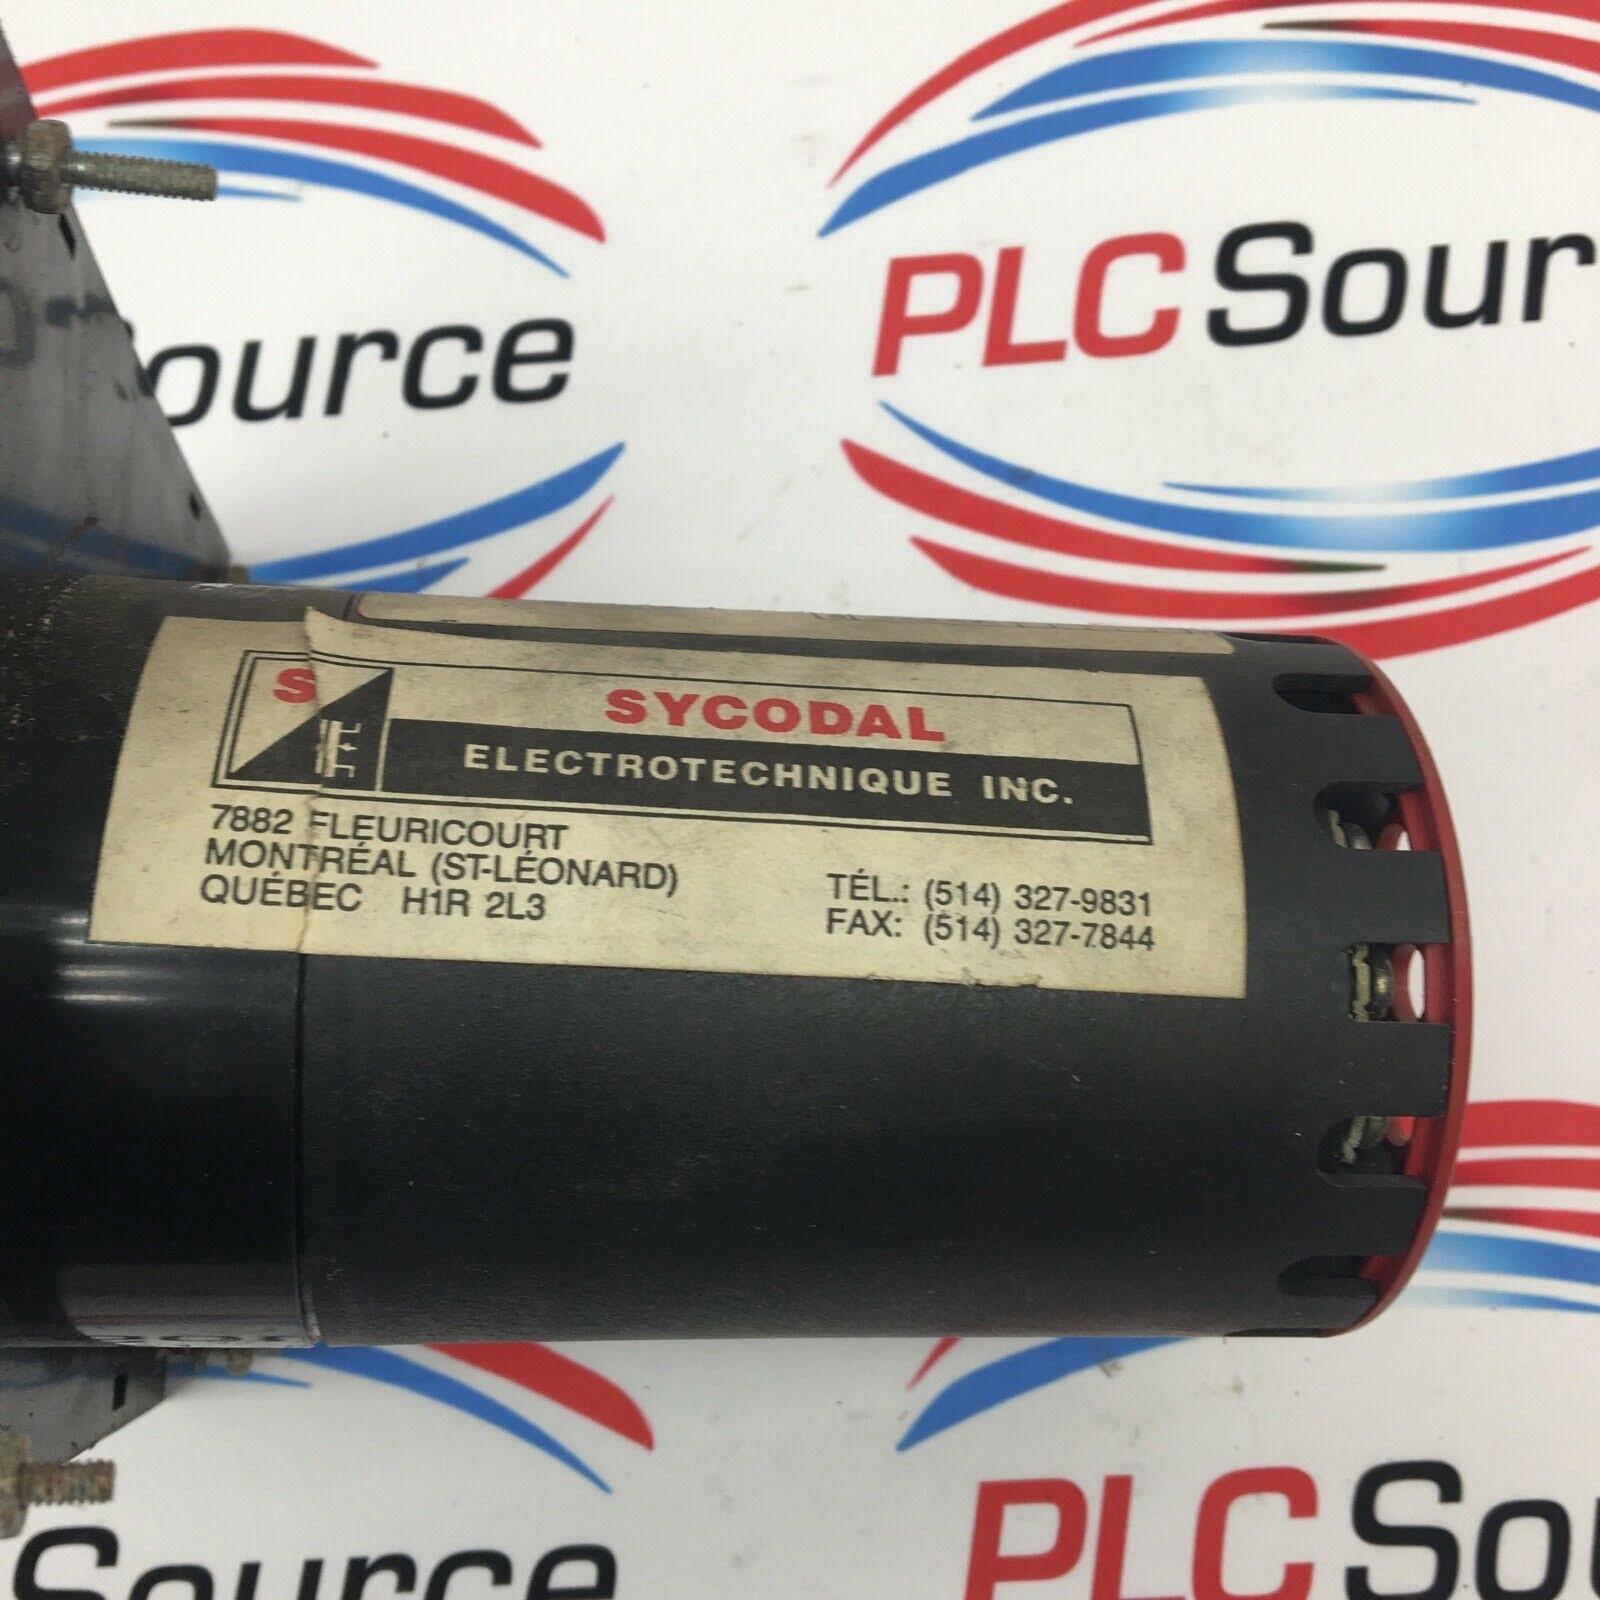 ource
PLC Sour
S
E
SYCODAL
ELECTROTECHNIQUE INC.
7882 FLEURICOURT
MONTRÉAL (ST-LÉONARD)
QUÉBEC H1R 2L3
TÉL.: (514) 327-9831
FAX: (514) 327-7844
Source
PLC So